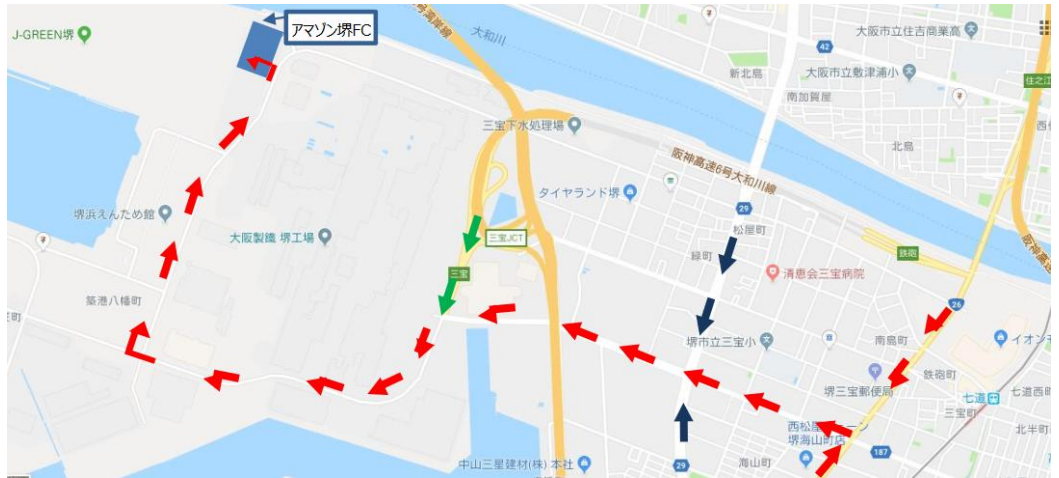 アマゾン堺FC
J-GREEN堺
大和川
42
大阪市立住吉商業高
大阪市立敷津浦小
新北島
南加賀屋
住之江
北島
三宝下水処理場
阪神高速6号大和川線
タイヤランド堺
29
松屋町
緑町
鉄砲
堺浜えんため館
大阪製鐵 堺工場
三宝JCT
三宝
清恵会三宝病院
築港八幡町
26
南島町
堺市立三宝小
鉄砲町
堺三宝郵便局
七道
七道西町
三宝町
北半町
187
堺海山町店
海山町
中山三星建材(株) 本社
29